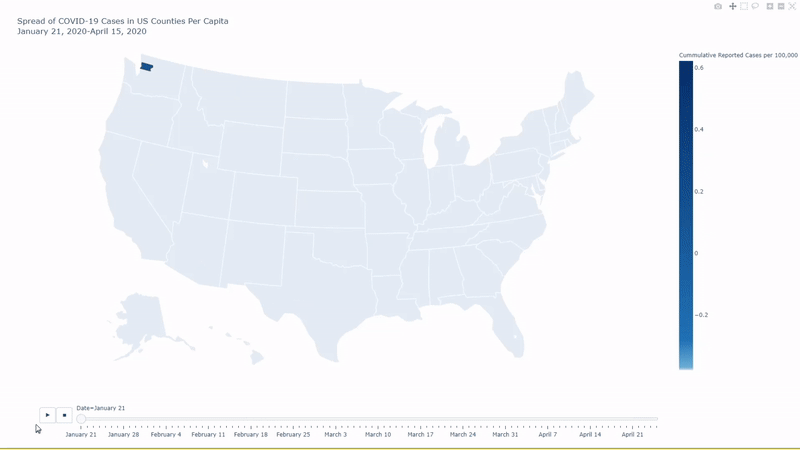 Spread of COVID-19 Cases in US Counties Per Capita
January 21, 2020-April 15, 2020
Cummulative Reported Cases per 100,000
0.6
0.4
0.2
0
−0.2
Date=January 21
January 21 January 28 February 4 February 11 February 18 February 25 March 3 March 10 March 17 March 24 March 31 April 7 April 14 April 21